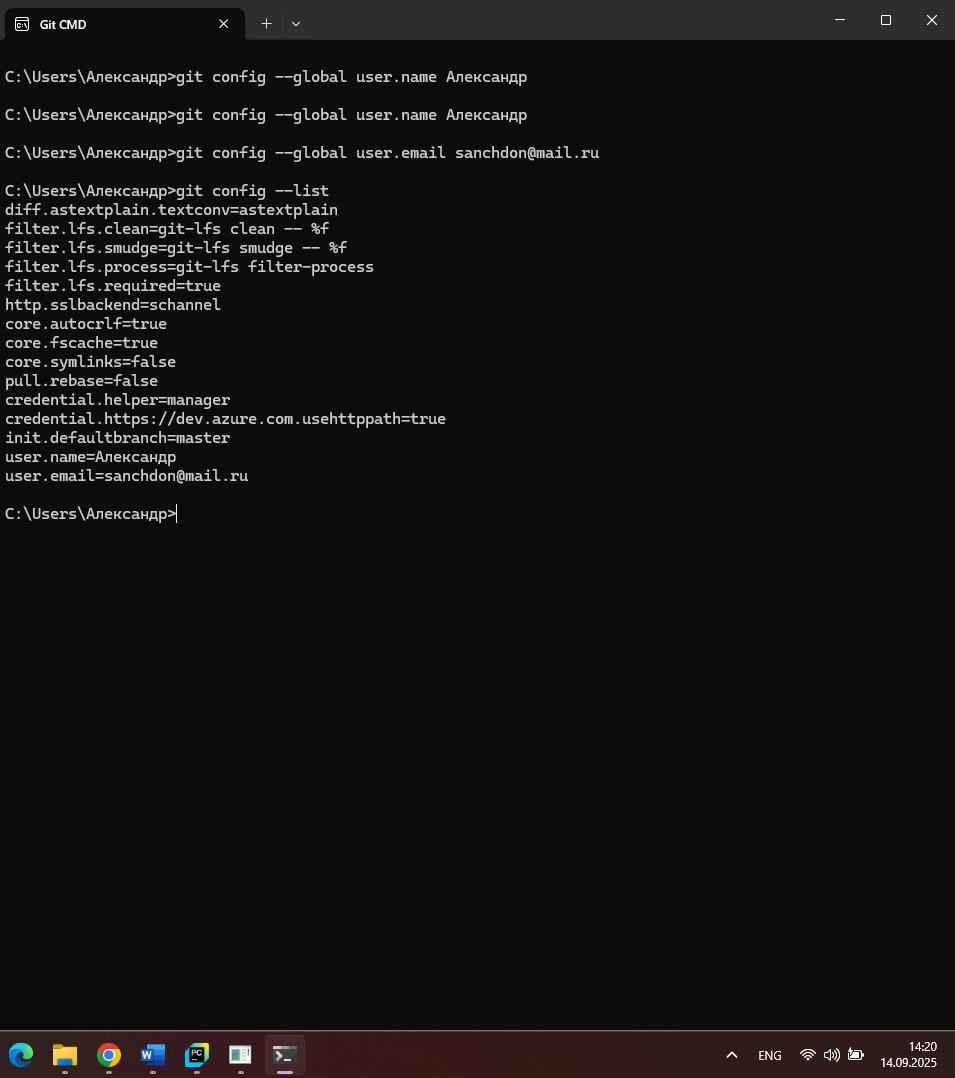 Git CMD
C:\Users\Александр>git config --global user.name Александр
C:\Users\Александр>git config --global user.name Александр
C:\Users\Александр>git config --global user.email sanchdon@mail.ru
C:\Users\Александр>git config --list
diff.astextplain.textconv=astextplain
filter.lfs.clean=git-lfs clean -- %f
filter.lfs.smudge=git-lfs smudge -- %f
filter.lfs.process=git-lfs filter-process
filter.lfs.required=true
http.sslbackend=schannel
core.autocrlf=true
core.fscache=true
core.symlinks=false
pull.rebase=false
credential.helper=manager
credential.https://dev.azure.com.usehttppath=true
init.defaultbranch=master
user.name=Александр
user.email=sanchdon@mail.ru
C:\Users\Александр>
W
PC
ENG
14:20
14.09.2025